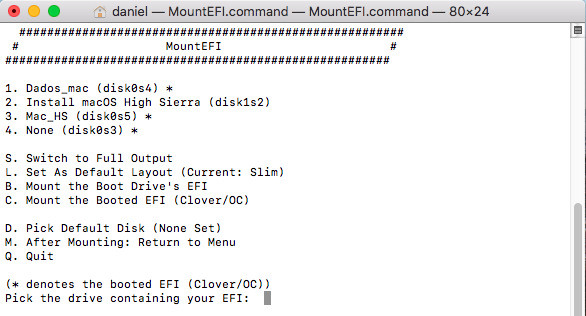 daniel — MountEFI.command — MountEFI.command — 80×24
#######################################################
# MountEFI #
#######################################################
1. Dados_mac (disk0s4) *
2. Install macOS High Sierra (disk1s2)
3. Mac_HS (disk0s5) *
4. None (disk0s3) *
S. Switch to Full Output
L. Set As Default Layout (Current: Slim)
B. Mount the Boot Drive's EFI
C. Mount the Booted EFI (Clover/OC)
D. Pick Default Disk (None Set)
M. After Mounting: Return to Menu
Q. Quit
(* denotes the booted EFI (Clover/OC))
Pick the drive containing your EFI: